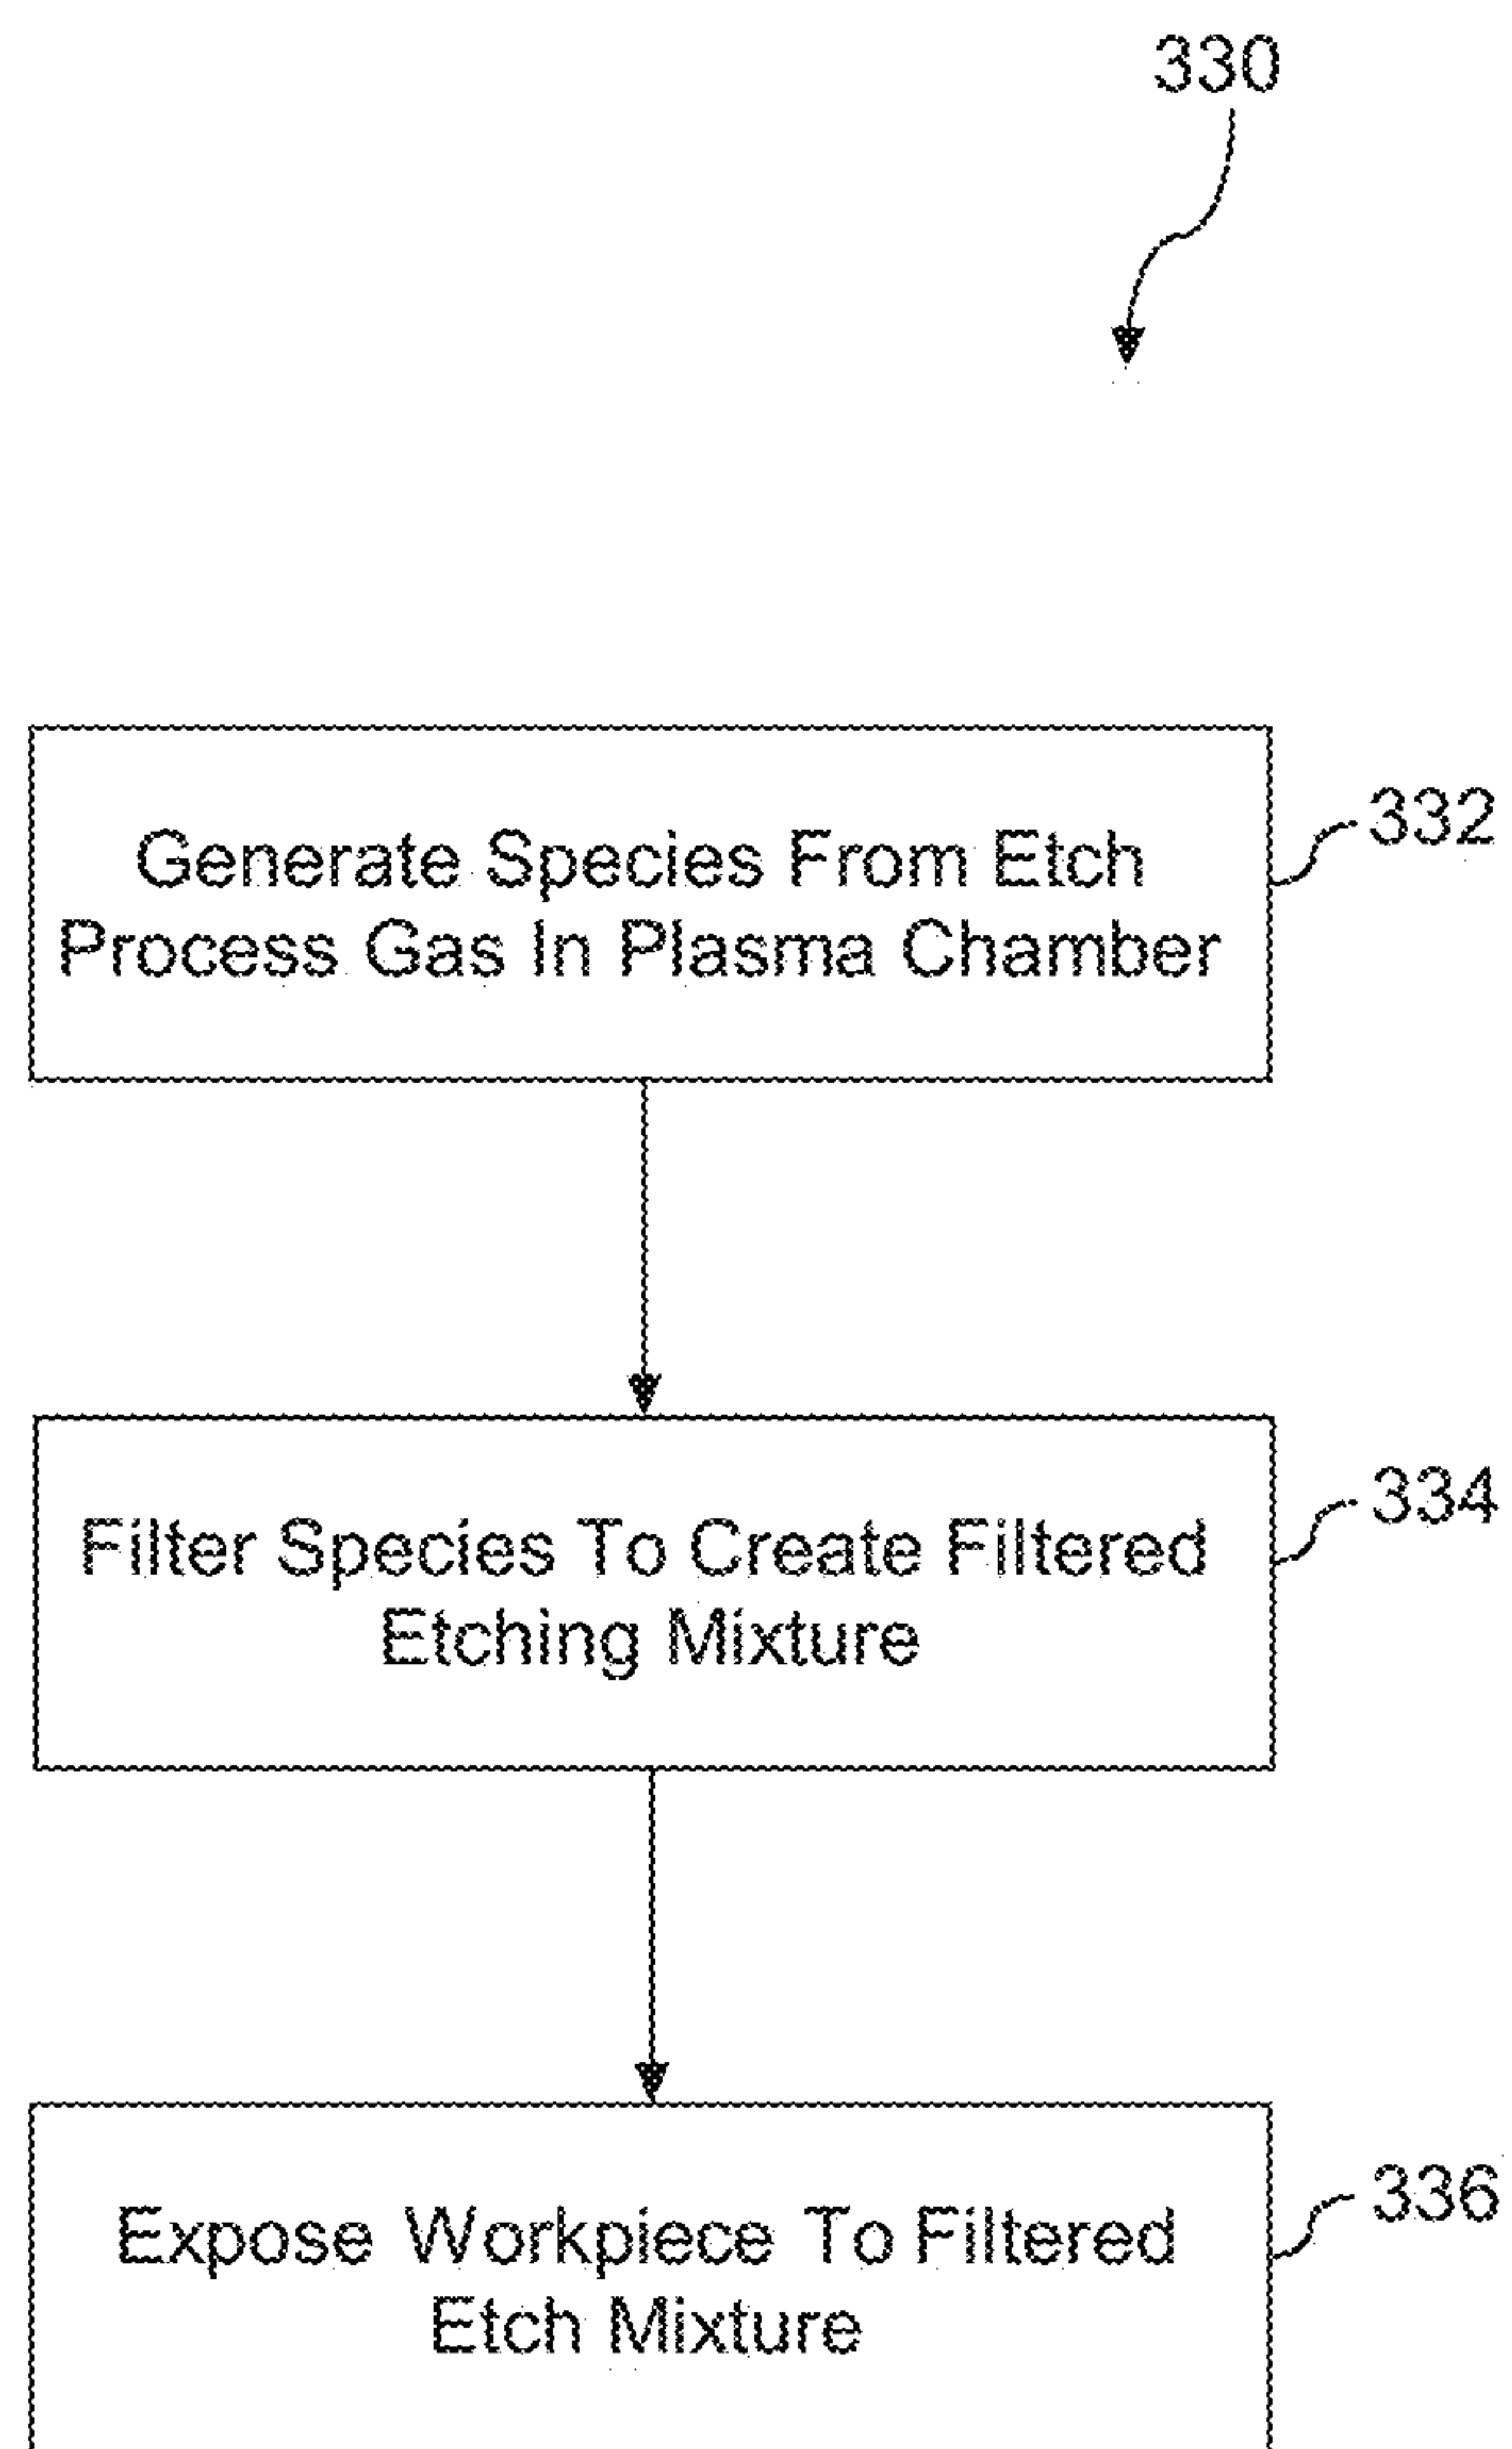 330
Generate Species From Etch
Process Gas In Plasma Chamber
332
Filter Species To Create Filtered
Etching Mixture
334
Expose Workpiece To Filtered
Etch Mixture
336